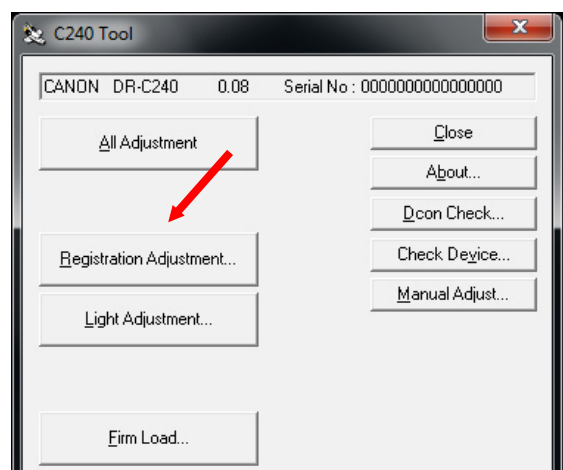 C240 Tool
CANON DR-C240 0.08 Serial No : 0000000000000000
All Adjustment
Close
About...
Dcon Check...
Registration Adjustment...
Check Device...
Light Adjustment...
Manual Adjust...
Firm Load...